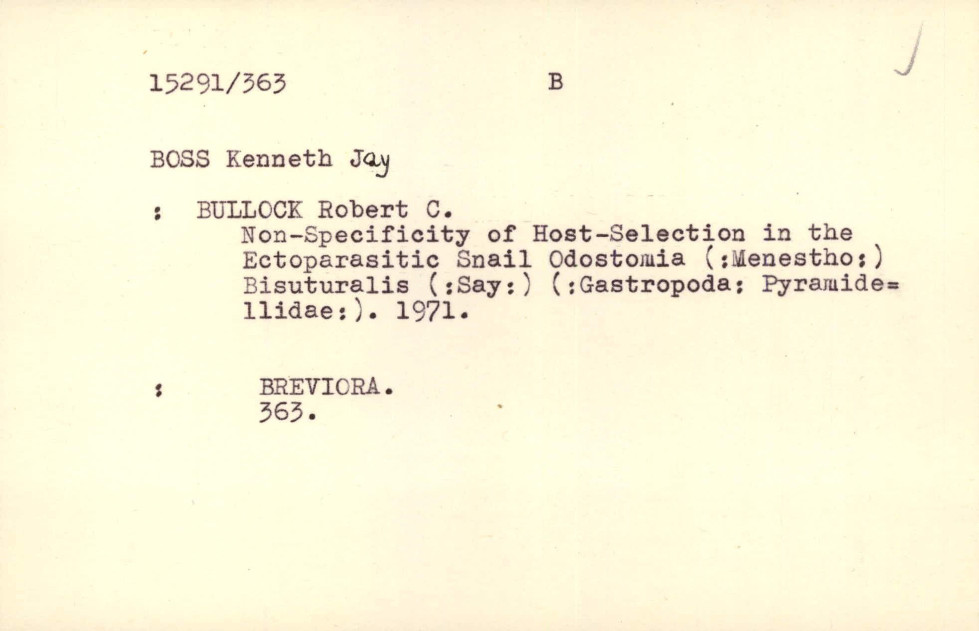 15291/363 B
BOSS Kenneth Jay
: BULLOCK Robert C.
Non-Specificity of Host-Selection in the
Ectoparasitic Snail Odostomia (:Menestho:)
Bisuturalis (:Say:) (:Gastropoda: Pyramide=
llidae:). 1971.
: BREVIORA.
363.